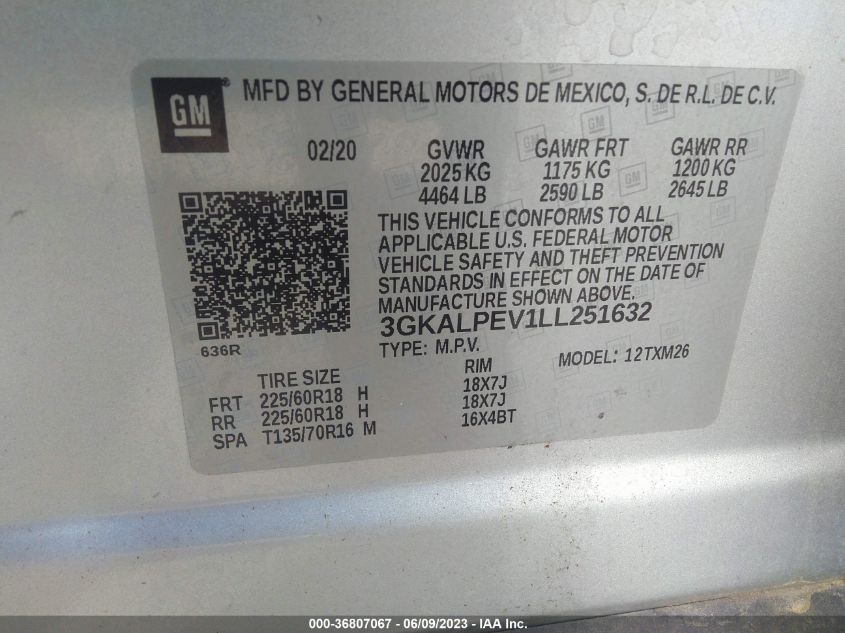 GM ® MFD BY GENERAL MOTORS DE MEXICO, S. DE R.L. DE C.V.
02/20 GVWR GAWR FRT GAWR RR
2025 KG 1175 KG 1200 KG
4464 LB 2590 LB 2645 LB
THIS VEHICLE CONFORMS TO ALL
APPLICABLE U.S. FEDERAL MOTOR
VEHICLE SAFETY AND THEFT PREVENTION
STANDARDS IN EFFECT ON THE DATE OF
MANUFACTURE SHOWN ABOVE.
3GKALPEV1LL251632
636R
TYPE: M.P.V. MODEL: 12TXM26
TIRE SIZE RIM
FRT 225/60R18 H 18X7J
RR 225/60R18 H 18X7J
SPA T135/70R16 M 16X4BT
000-36807067 - 06/09/2023 - IAA Inc.